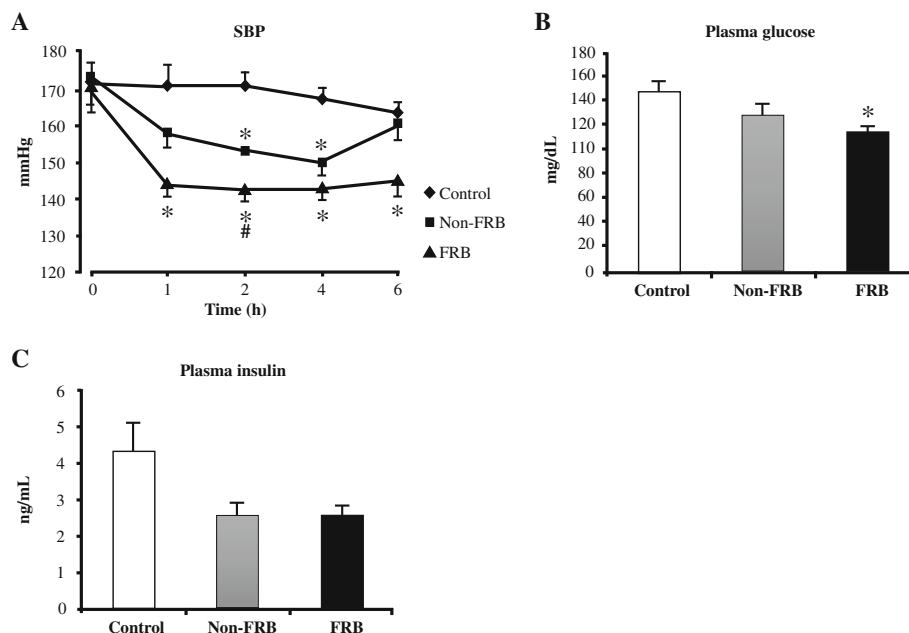 A
SBP
180
170
160
150
140
130
120
mmHg
*
*
*
*
#
*
*
0
1
2
4
6
Time (h)
Control
Non-FRB
FRB
B
Plasma glucose
180
160
140
120
110
140
80
60
40
20
0
mg/dL
*
Control
Non-FRB
FRB
C
Plasma insulin
6
5
4
3
2
1
0
ng/mL
Control
Non-FRB
FRB